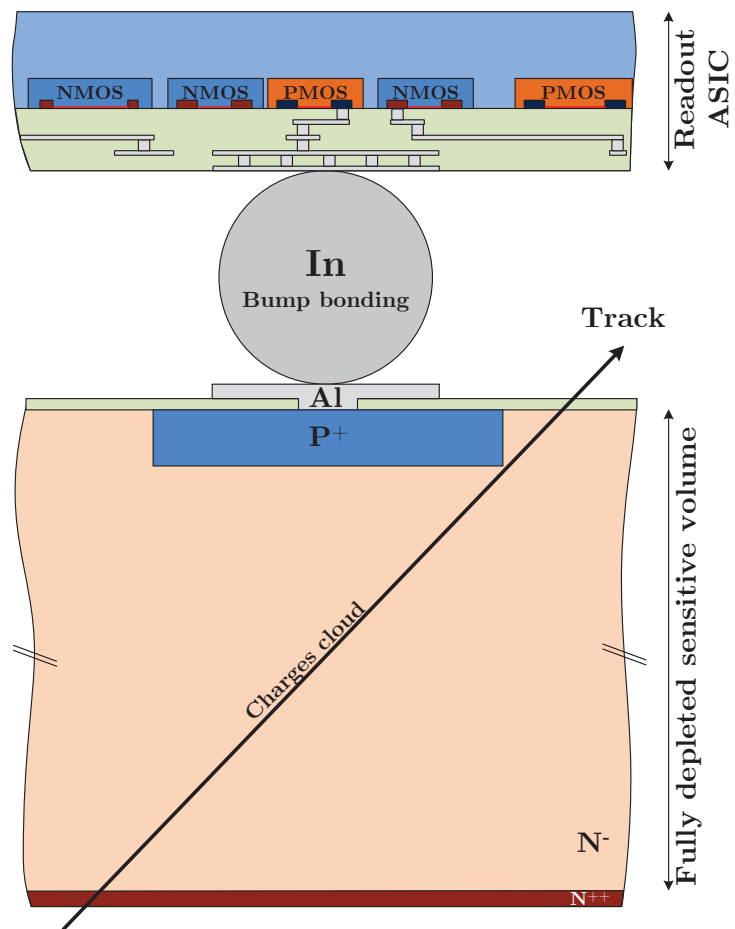 NMOS
NMOS
PMOS
NMOS
PMOS
Readout
ASIC
In
Bump bonding
Track
Al
P⁺
Charges cloud
Fully depleted sensitive volume
N⁻
N⁺⁺